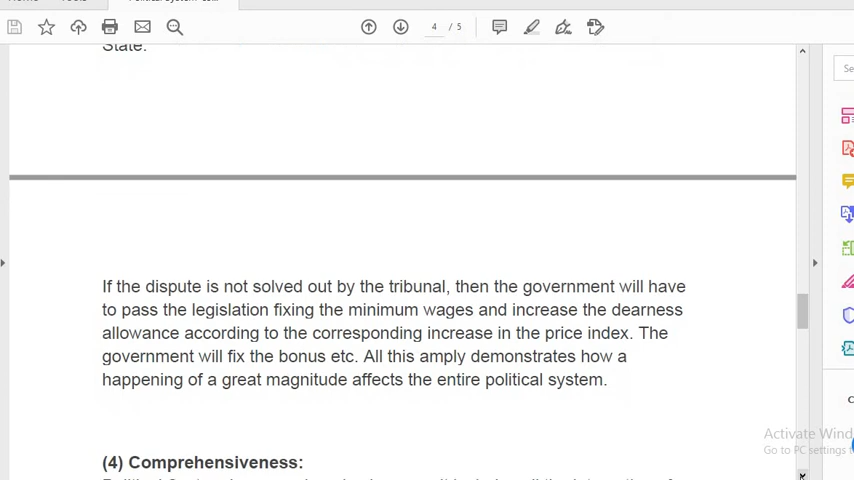 4 / 5
State.
If the dispute is not solved out by the tribunal, then the government will have
to pass the legislation fixing the minimum wages and increase the dearness
allowance according to the corresponding increase in the price index. The
government will fix the bonus etc. All this amply demonstrates how a
happening of a great magnitude affects the entire political system.
Activate Wind
Go to PC settings
(4) Comprehensiveness: